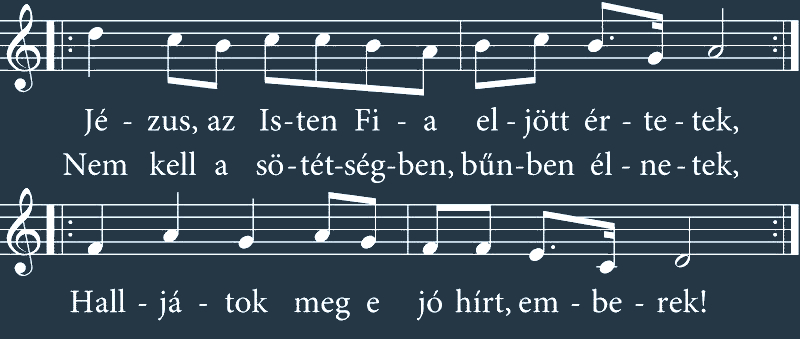 Jé - zus, az Is-ten Fi - a el - jött ér - te - tek,
Nem kell a sö-tét-ség-ben, bűn-ben él - ne - tek,
Hall - já - tok meg e jó hírt, em - be - rek!